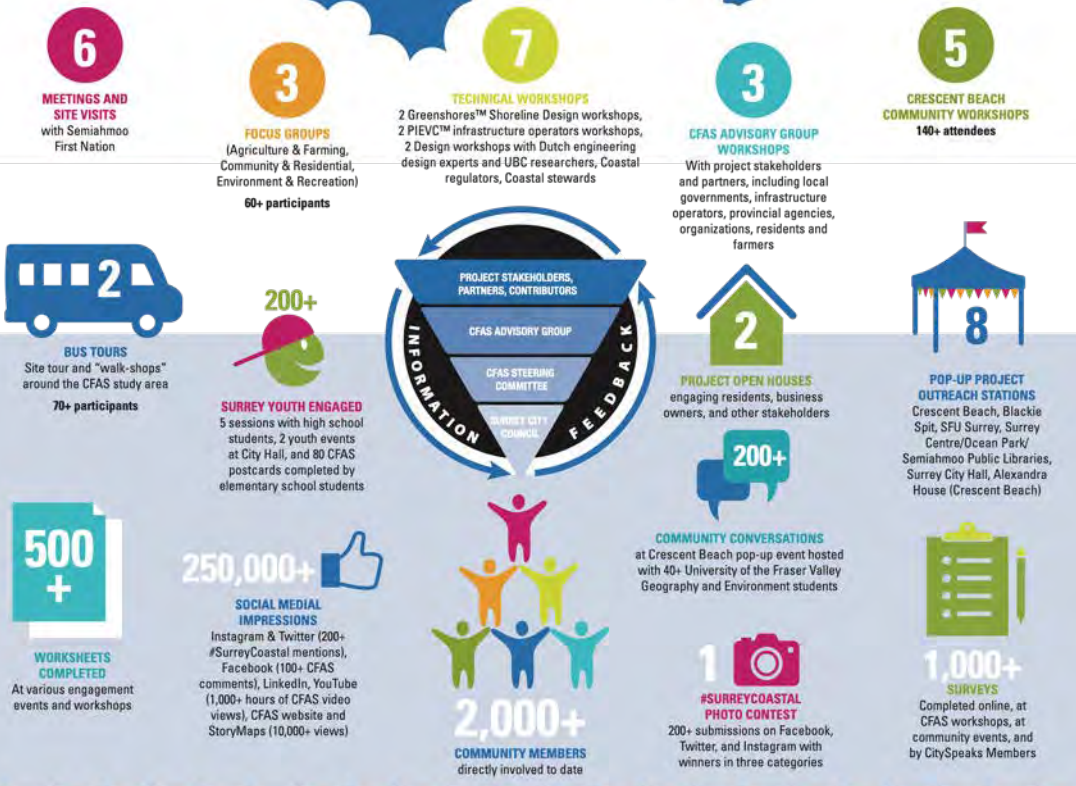 6
MEETINGS AND
SITE VISITS
with Semiahmoo
First Nation
3
FOCUS GROUPS
(Agriculture & Farming,
Community & Residential,
Environment & Recreation)
60+ participants
7
TECHNICAL WORKSHOPS
2 Greenshores™ Shoreline Design workshops,
2 PIEVC™ infrastructure operators workshops,
2 Design workshops with Dutch engineering
design experts and UBC researchers, Coastal
regulators, Coastal stewards
3
CFAS ADVISORY GROUP
WORKSHOPS
With project stakeholders
and partners, including local
governments, infrastructure
operators, provincial agencies,
organizations, residents and
farmers
5
CRESCENT BEACH
COMMUNITY WORKSHOPS
140+ attendees
2
BUS TOURS
Site tour and "walk-shops"
around the CFAS study area
70+ participants
200+
SURREY YOUTH ENGAGED
5 sessions with high school
students, 2 youth events
at City Hall, and 80 CFAS
postcards completed by
elementary school students
PROJECT STAKEHOLDERS,
PARTNERS, CONTRIBUTORS
CFAS ADVISORY GROUP
CFAS STEERING
COMMITTEE
SURREY CITY
COUNCIL
INFORMATION
FEEDBACK
2
PROJECT OPEN HOUSES
engaging residents, business
owners, and other stakeholders
8
POP-UP PROJECT
OUTREACH STATIONS
Crescent Beach, Blackie
Spit, SFU Surrey, Surrey
Centre/Ocean Park/
Semiahmoo Public Libraries,
Surrey City Hall, Alexandra
House (Crescent Beach)
500
+
WORKSHEETS
COMPLETED
At various engagement
events and workshops
250,000+
SOCIAL MEDIAL
IMPRESSIONS
Instagram & Twitter (200+
#SurreyCoastal mentions),
Facebook (100+ CFAS
comments), LinkedIn, YouTube
(1,000+ hours of CFAS video
views), CFAS website and
StoryMaps (10,000+ views)
2,000+
COMMUNITY MEMBERS
directly involved to date
200+
COMMUNITY CONVERSATIONS
at Crescent Beach pop-up event hosted
with 40+ University of the Fraser Valley
Geography and Environment students
1
#SURREYCOASTAL
PHOTO CONTEST
200+ submissions on Facebook,
Twitter, and Instagram with
winners in three categories
1,000+
SURVEYS
Completed online, at
CFAS workshops, at
community events, and
by CitySpeaks Members